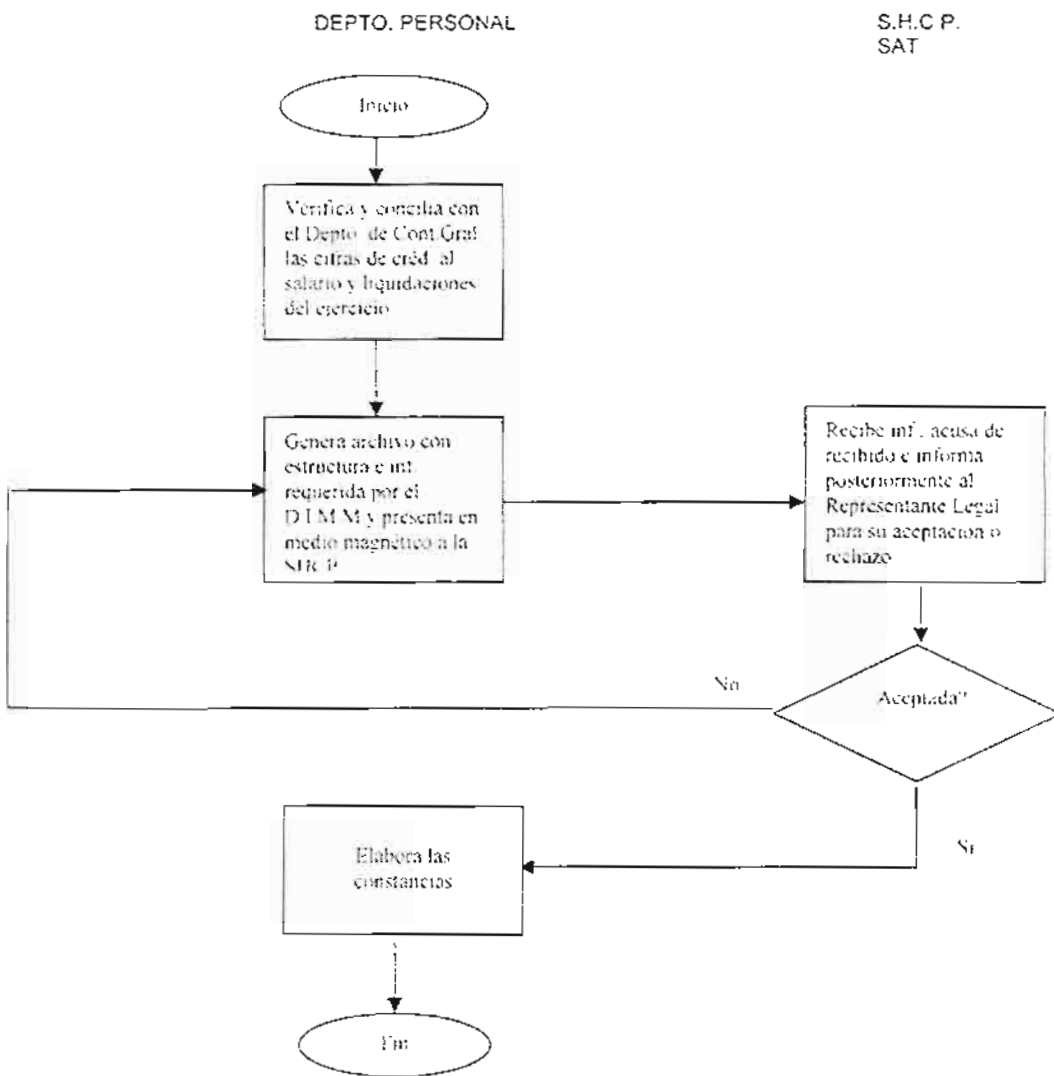 DEPTO. PERSONAL
S.H.C P.
SAT
Inicio
Verifica y concilia con
el Depto de Cont.Gral
las cifras de créd al
salario y liquidaciones
del ejercicio
Genera archivo con
estructura e inf.
requerida por el
D.I.M.M y presenta en
medio magnético a la
SHCP
Recibe inf., acusa de
recibido e informa
posteriormente al
Representante Legal
para su aceptacion o
rechazo
No
Aceptada?
Si
Elabora las
constancias
Fin